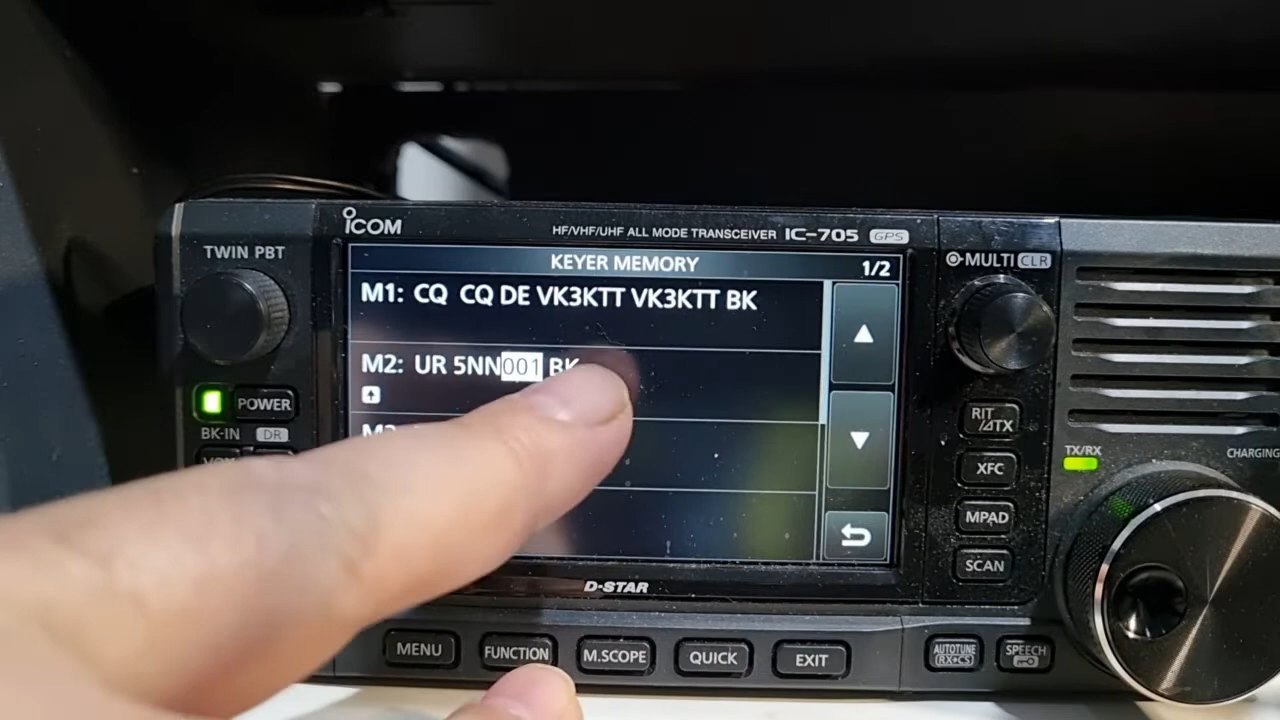 ICOM
HF/VHF/UHF ALL MODE TRANSCEIVER IC-705 GPS
TWIN PBT
KEYER MEMORY 1/2
MULTI CLR
M1: CQ CQ DE VK3KTT VK3KTT BK
M2: UR 5NN001 BK
POWER
BK-IN DR
RIT
/⊿TX
TX/RX
CHARGING
XFC
MPAD
SCAN
D-STAR
MENU
FUNCTION
M.SCOPE
QUICK
EXIT
AUTOTUNE
RX•CS
SPEECH